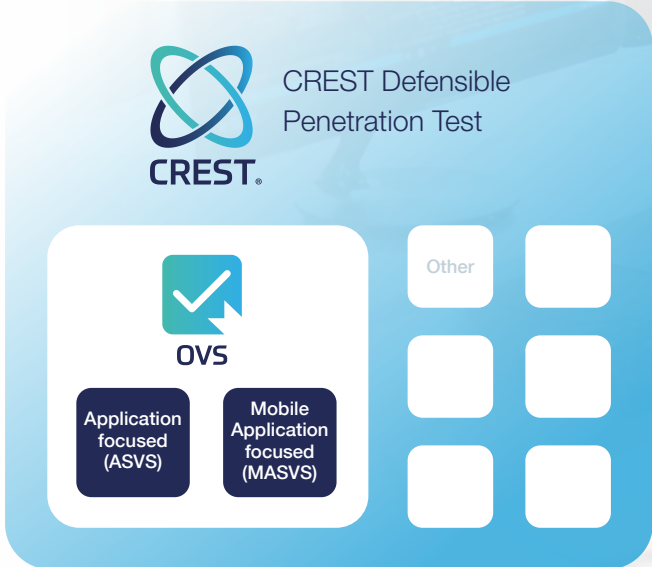 CREST Defensible
Penetration Test
CREST®
OVS
Other
Application
focused
(ASVS)
Mobile
Application
focused
(MASVS)